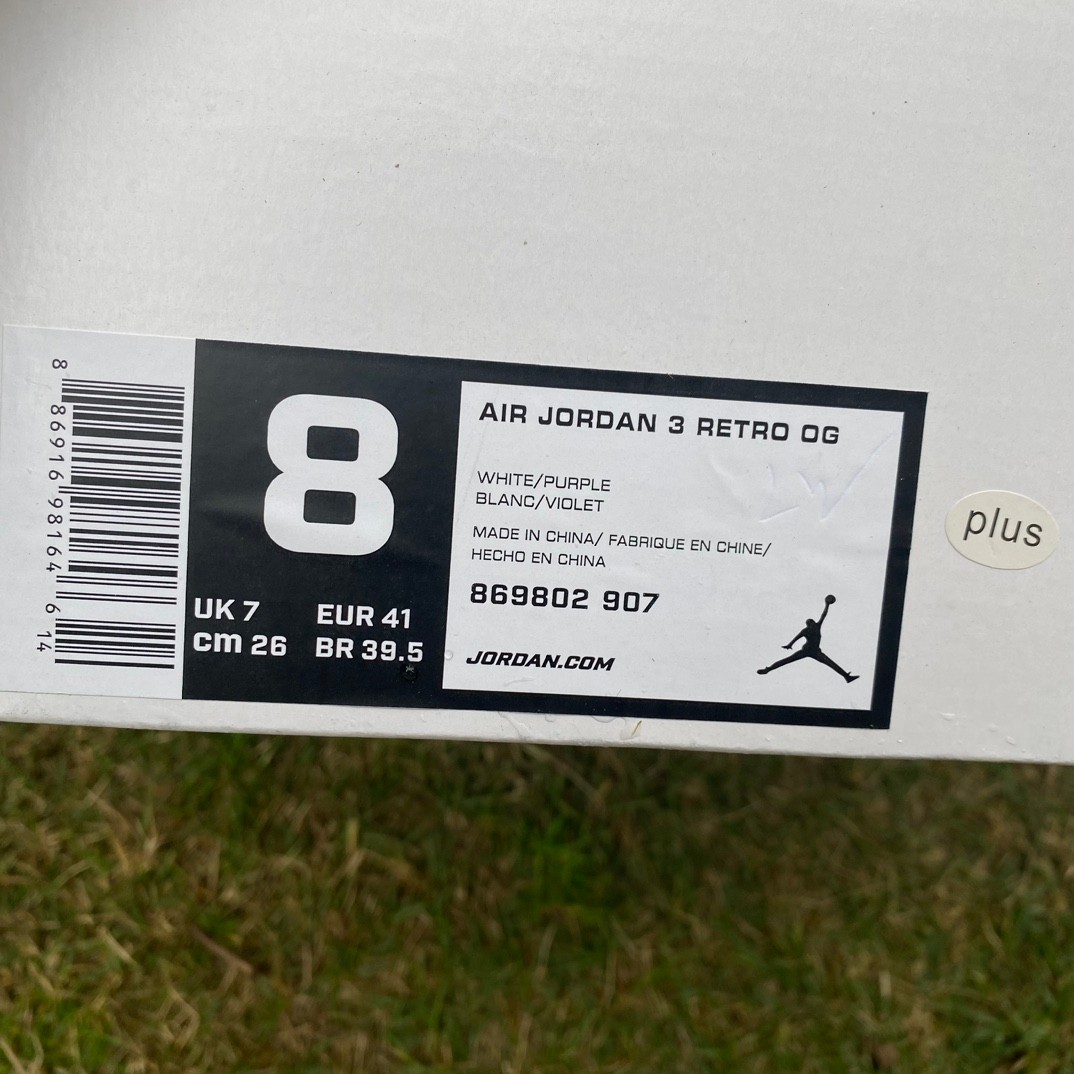 8 86916 98164 6 14
8
UK 7 EUR 41
cm 26 BR 39.5
AIR JORDAN 3 RETRO OG
WHITE/PURPLE
BLANC/VIOLET
MADE IN CHINA/ FABRIQUE EN CHINE/
HECHO EN CHINA
869802 907
JORDAN.COM
plus